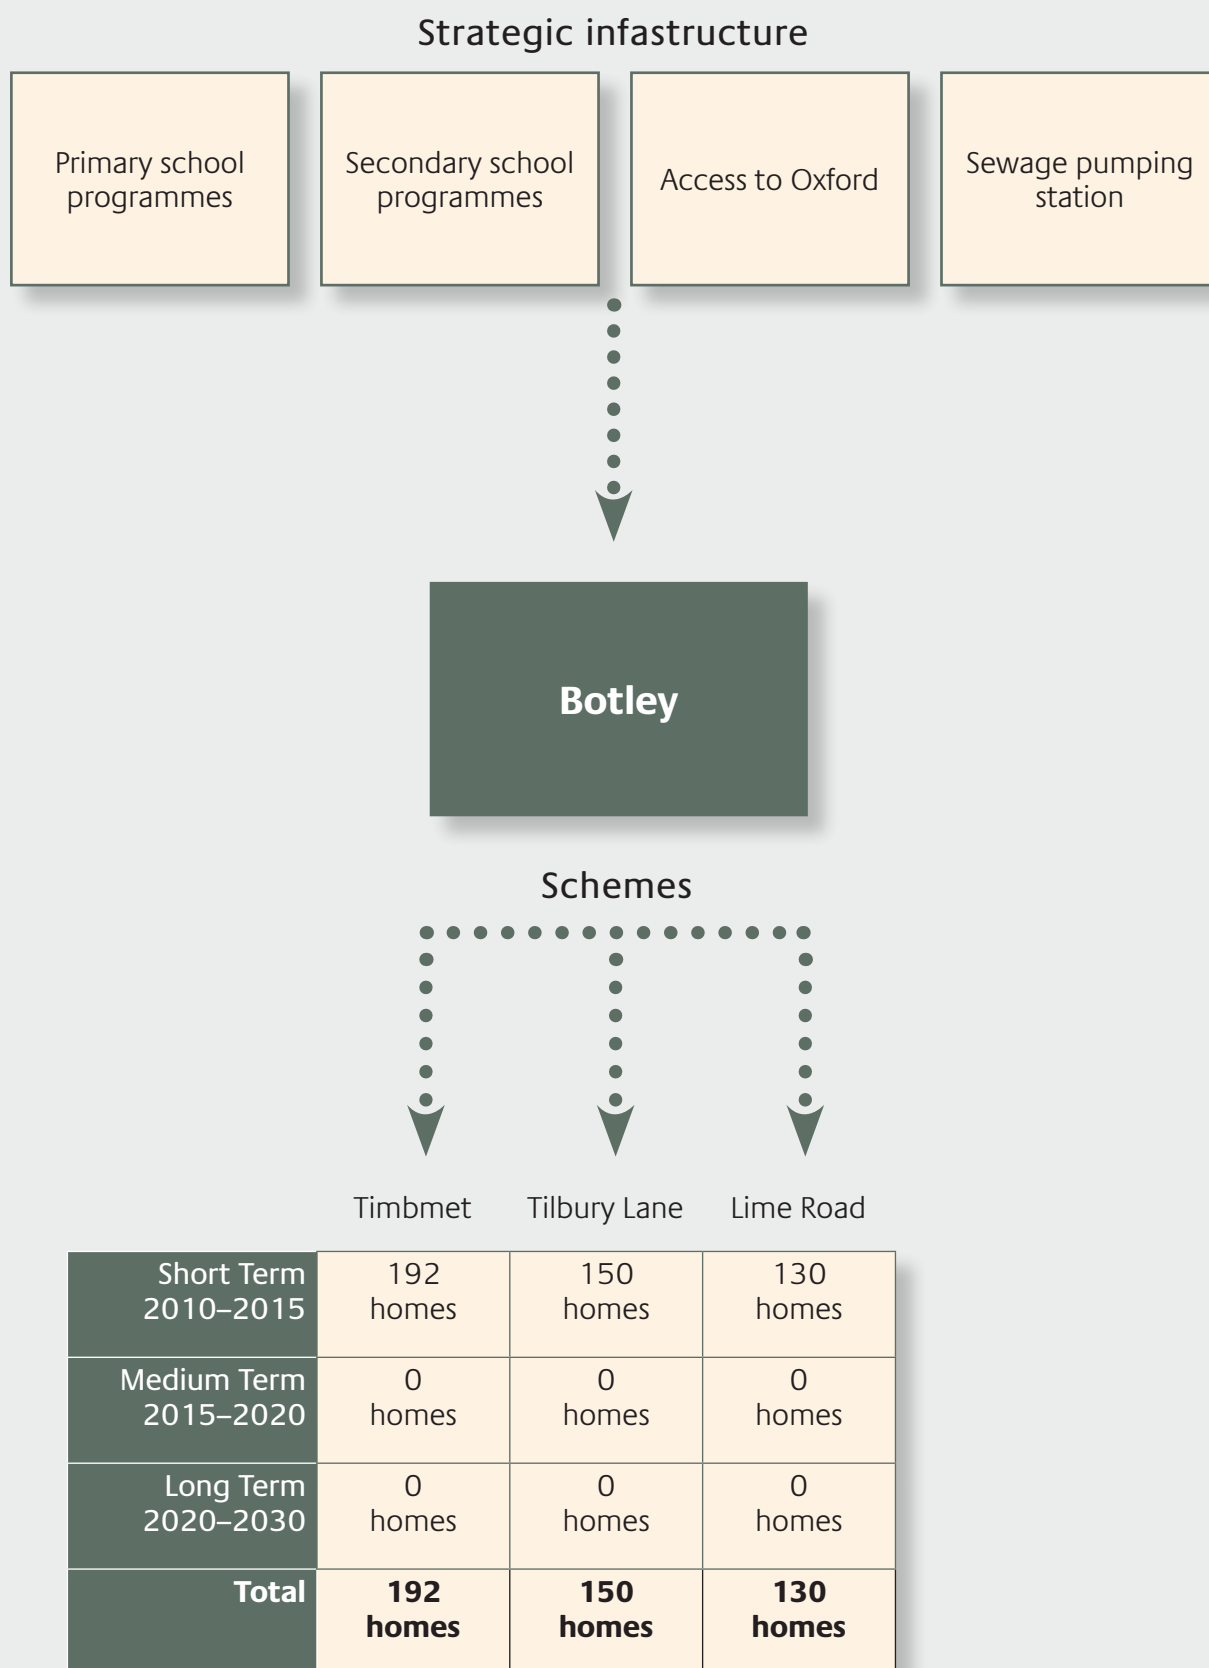 Strategic infastructure
Primary school
programmes
Secondary school
programmes
Access to Oxford
Sewage pumping
station
Botley
Schemes
Timbmet Tilbury Lane Lime Road
Short Term
2010–2015
192
homes
150
homes
130
homes
Medium Term
2015–2020
0
homes
0
homes
0
homes
Long Term
2020–2030
0
homes
0
homes
0
homes
Total
192
homes
150
homes
130
homes